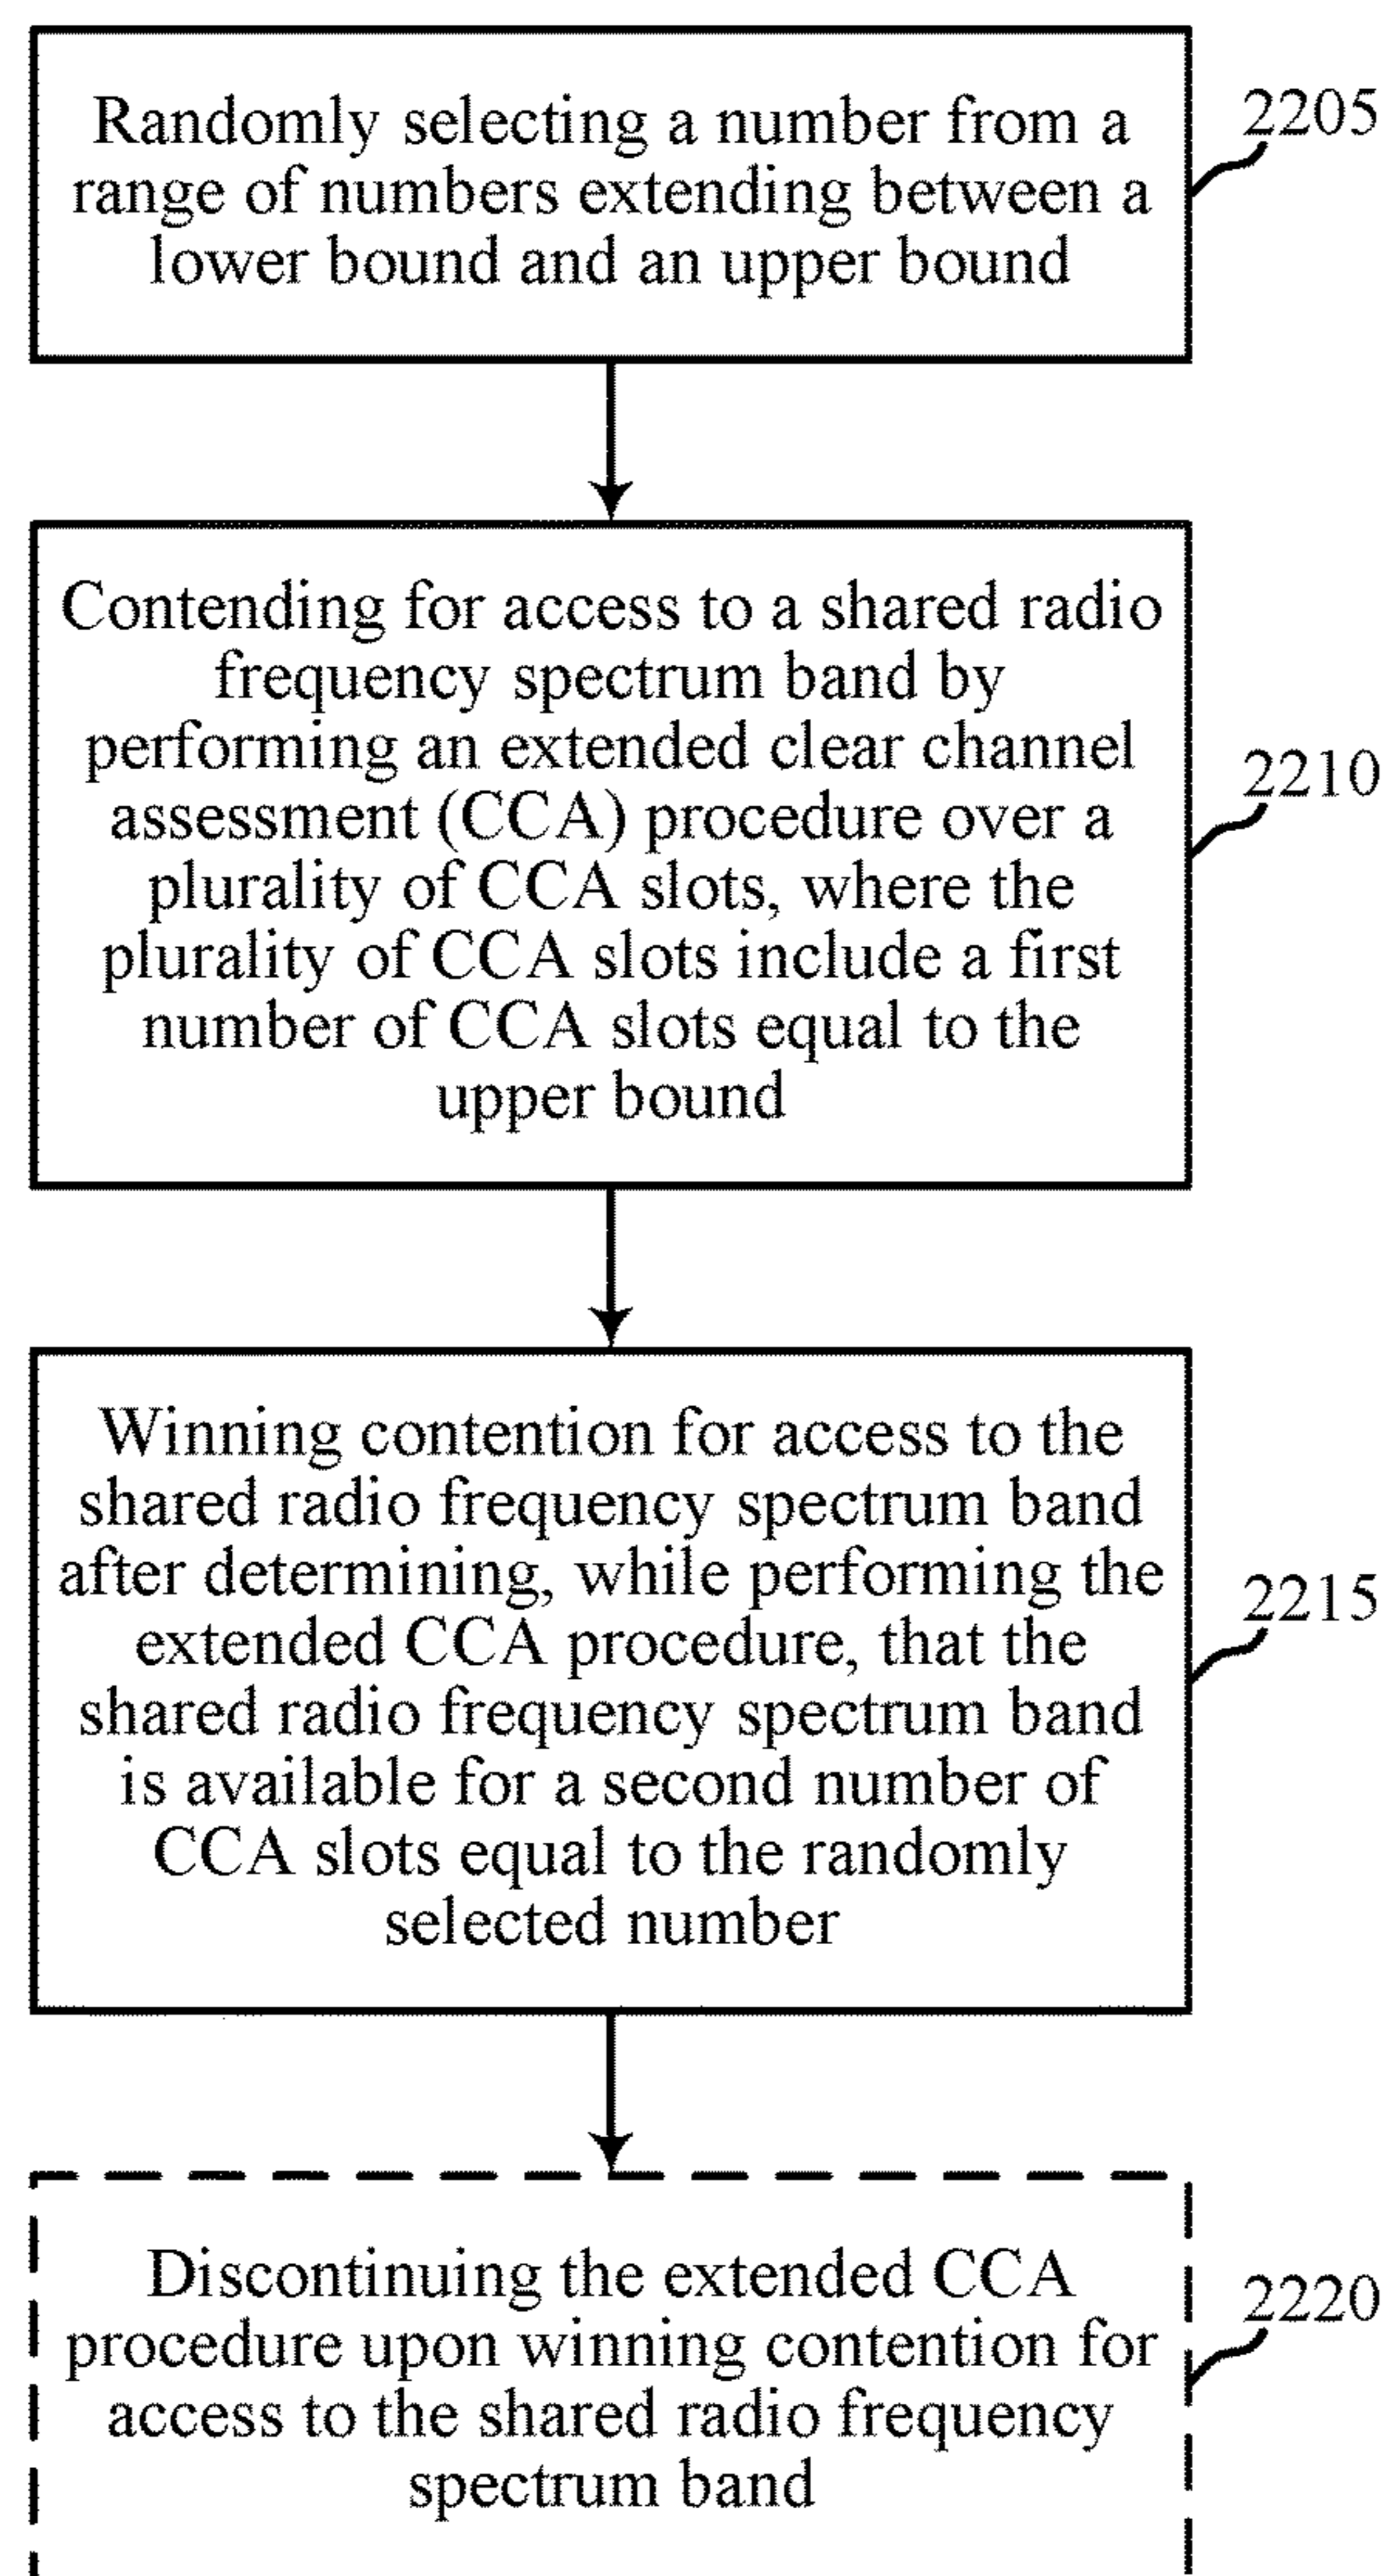 Randomly selecting a number from a
range of numbers extending between a
lower bound and an upper bound
2205
Contending for access to a shared radio
frequency spectrum band by
performing an extended clear channel
assessment (CCA) procedure over a
plurality of CCA slots, where the
plurality of CCA slots include a first
number of CCA slots equal to the
upper bound
2210
Winning contention for access to the
shared radio frequency spectrum band
after determining, while performing the
extended CCA procedure, that the
shared radio frequency spectrum band
is available for a second number of
CCA slots equal to the randomly
selected number
2215
Discontinuing the extended CCA
procedure upon winning contention for
access to the shared radio frequency
spectrum band
2220